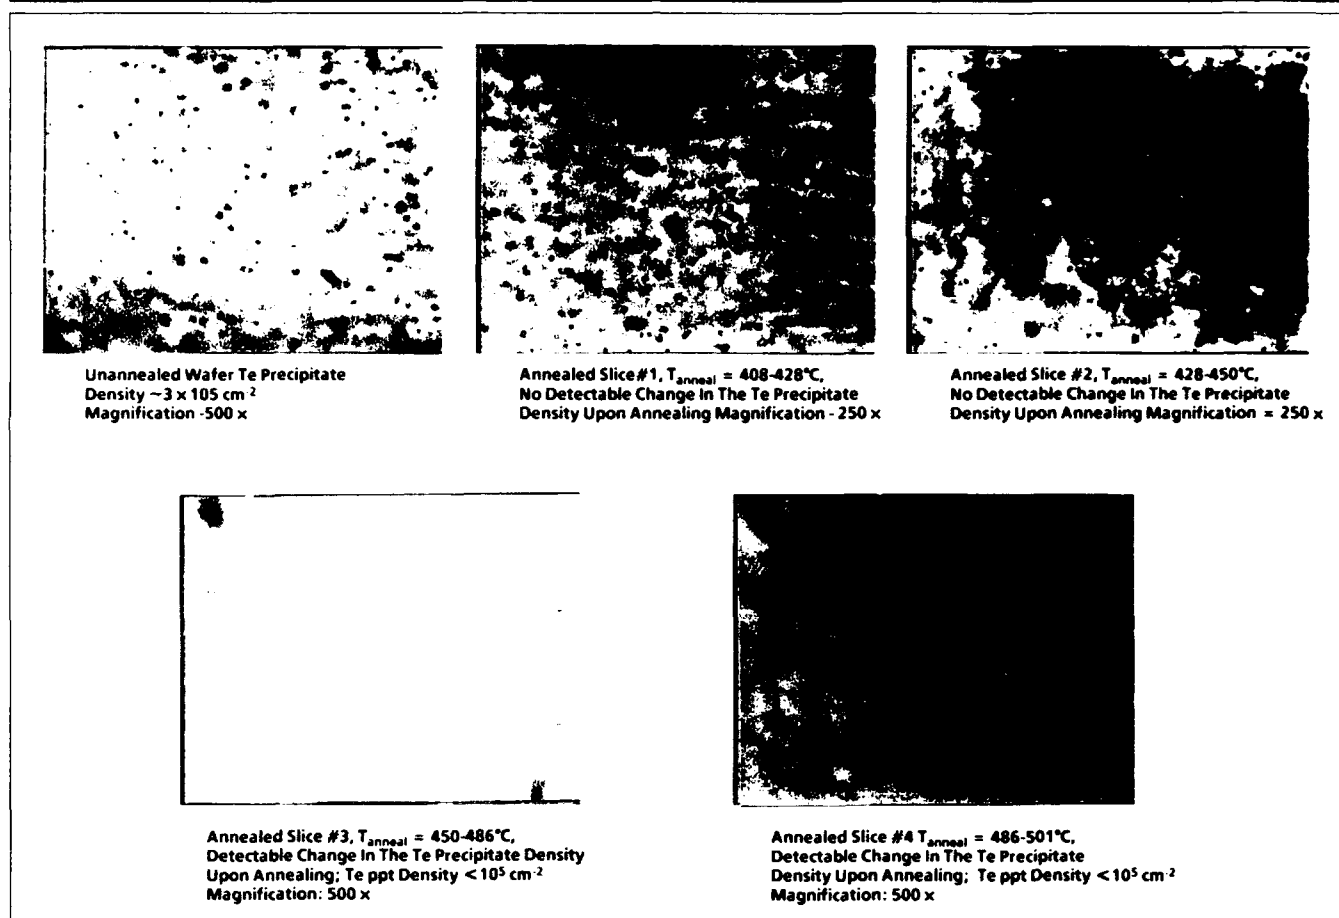 Unannealed Wafer Te Precipitate
Density ~3 x 105 cm-2
Magnification -500 x
Annealed Slice#1, Tanneal = 408-428°C,
No Detectable Change In The Te Precipitate
Density Upon Annealing Magnification - 250 x
Annealed Slice #2, Tanneal = 428-450°C,
No Detectable Change In The Te Precipitate
Density Upon Annealing Magnification = 250 x
Annealed Slice #3, Tanneal = 450-486°C,
Detectable Change In The Te Precipitate Density
Upon Annealing; Te ppt Density < 10⁵ cm-2
Magnification: 500 x
Annealed Slice #4 Tanneal = 486-501°C,
Detectable Change In The Te Precipitate
Density Upon Annealing; Te ppt Density < 10⁵ cm-2
Magnification: 500 x